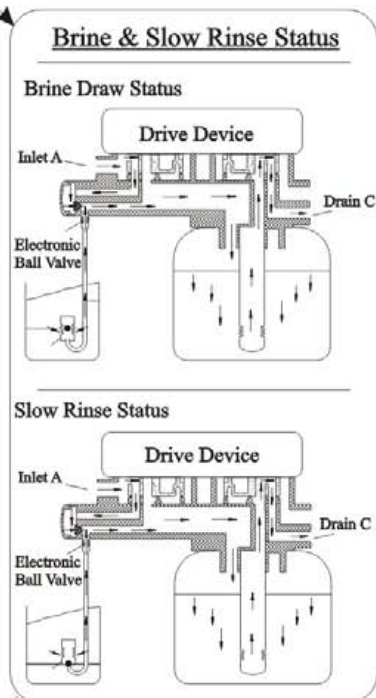 Brine & Slow Rinse Status
Brine Draw Status
Drive Device
Inlet A
Drain C
Electronic
Ball Valve
Slow Rinse Status
Drive Device
Inlet A
Drain C
Electronic
Ball Valve